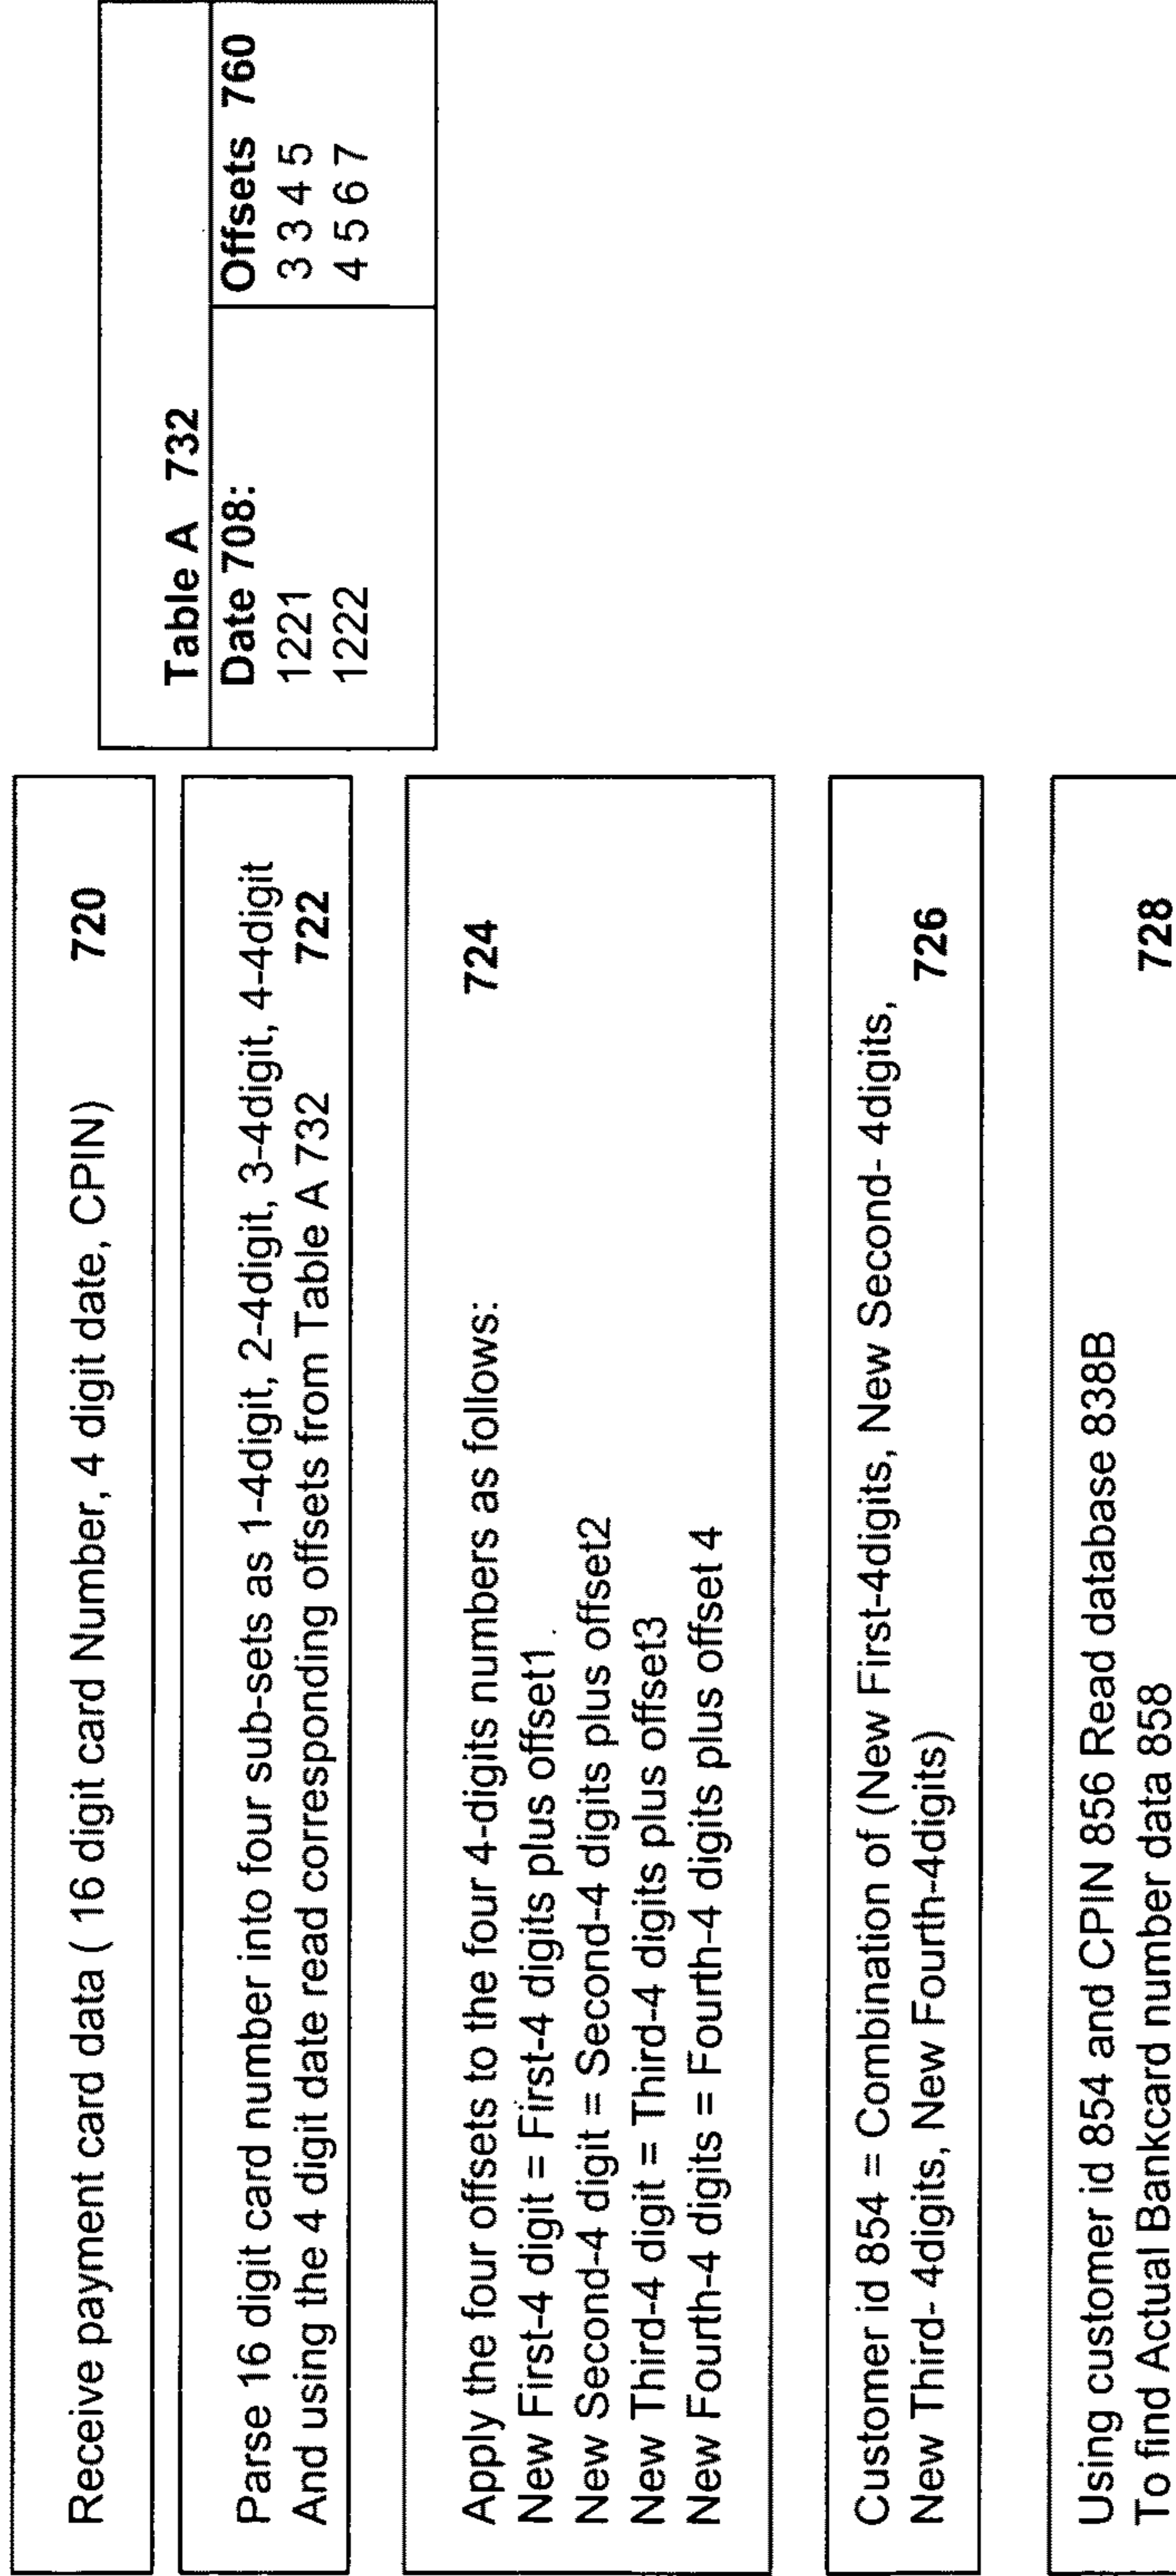 Receive payment card data ( 16 digit card Number, 4 digit date, CPIN) 720
Parse 16 digit card number into four sub-sets as 1-4digit, 2-4digit, 3-4digit, 4-4digit
And using the 4 digit date read corresponding offsets from Table A 732 722
Apply the four offsets to the four 4-digits numbers as follows: 724
New First-4 digit = First-4 digits plus offset1.
New Second-4 digit = Second-4 digits plus offset2
New Third-4 digit = Third-4 digits plus offset3
New Fourth-4 digits = Fourth-4 digits plus offset 4
Customer id 854 = Combination of (New First-4digits, New Second- 4digits,
New Third- 4digits, New Fourth-4digits) 726
Using customer id 854 and CPIN 856 Read database 838B
To find Actual Bankcard number data 858 728
Table A 732
Date 708: Offsets 760
1221 3 3 4 5
1222 4 5 6 7